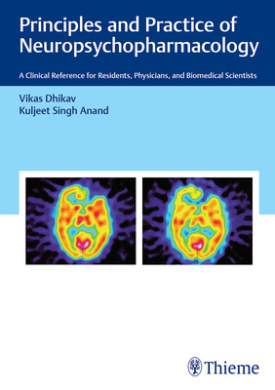 Principles and Practice of
Neuropsychopharmacology
A Clinical Reference for Residents, Physicians, and Biomedical Scientists
Vikas Dhikav
Kuljeet Singh Anand
Thieme